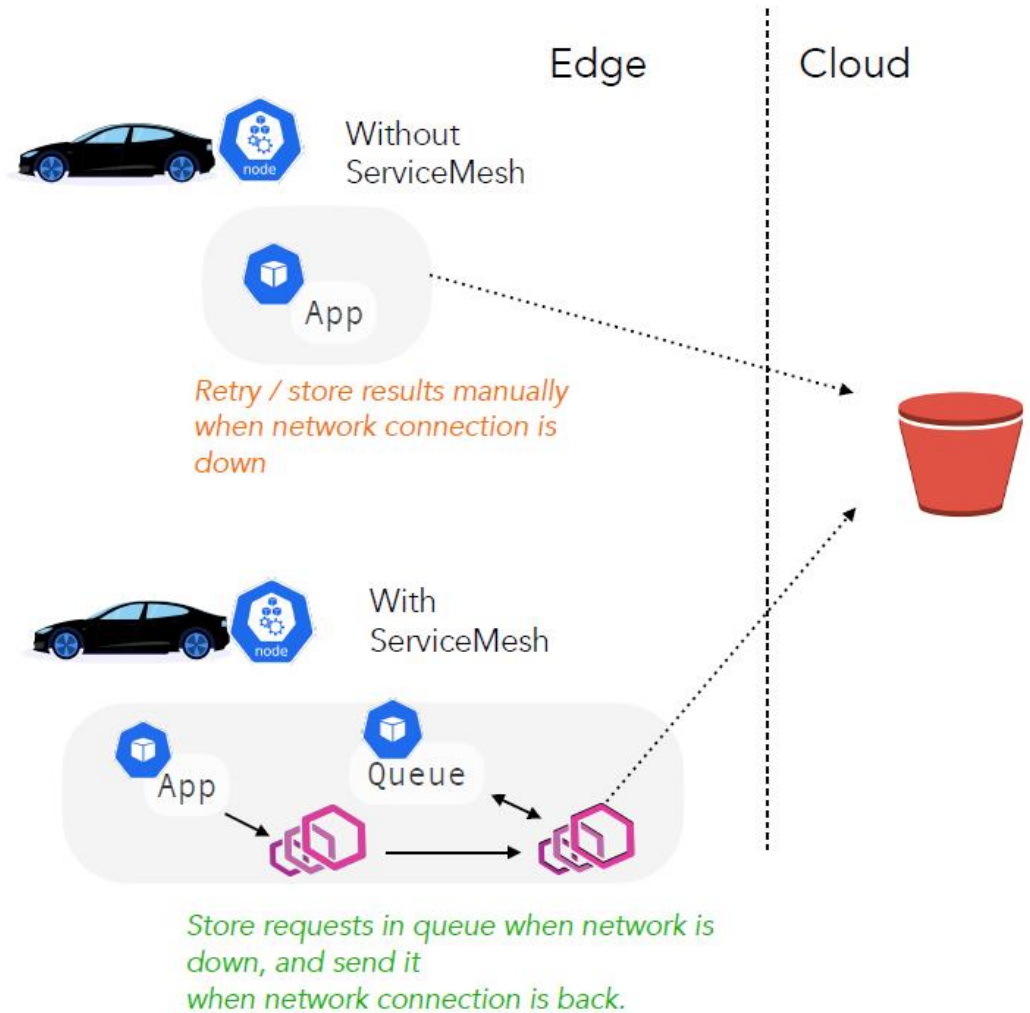 Edge
Cloud
node
Without
ServiceMesh
App
Retry / store results manually
when network connection is
down
node
With
ServiceMesh
App
Queue
Store requests in queue when network is
down, and send it
when network connection is back.